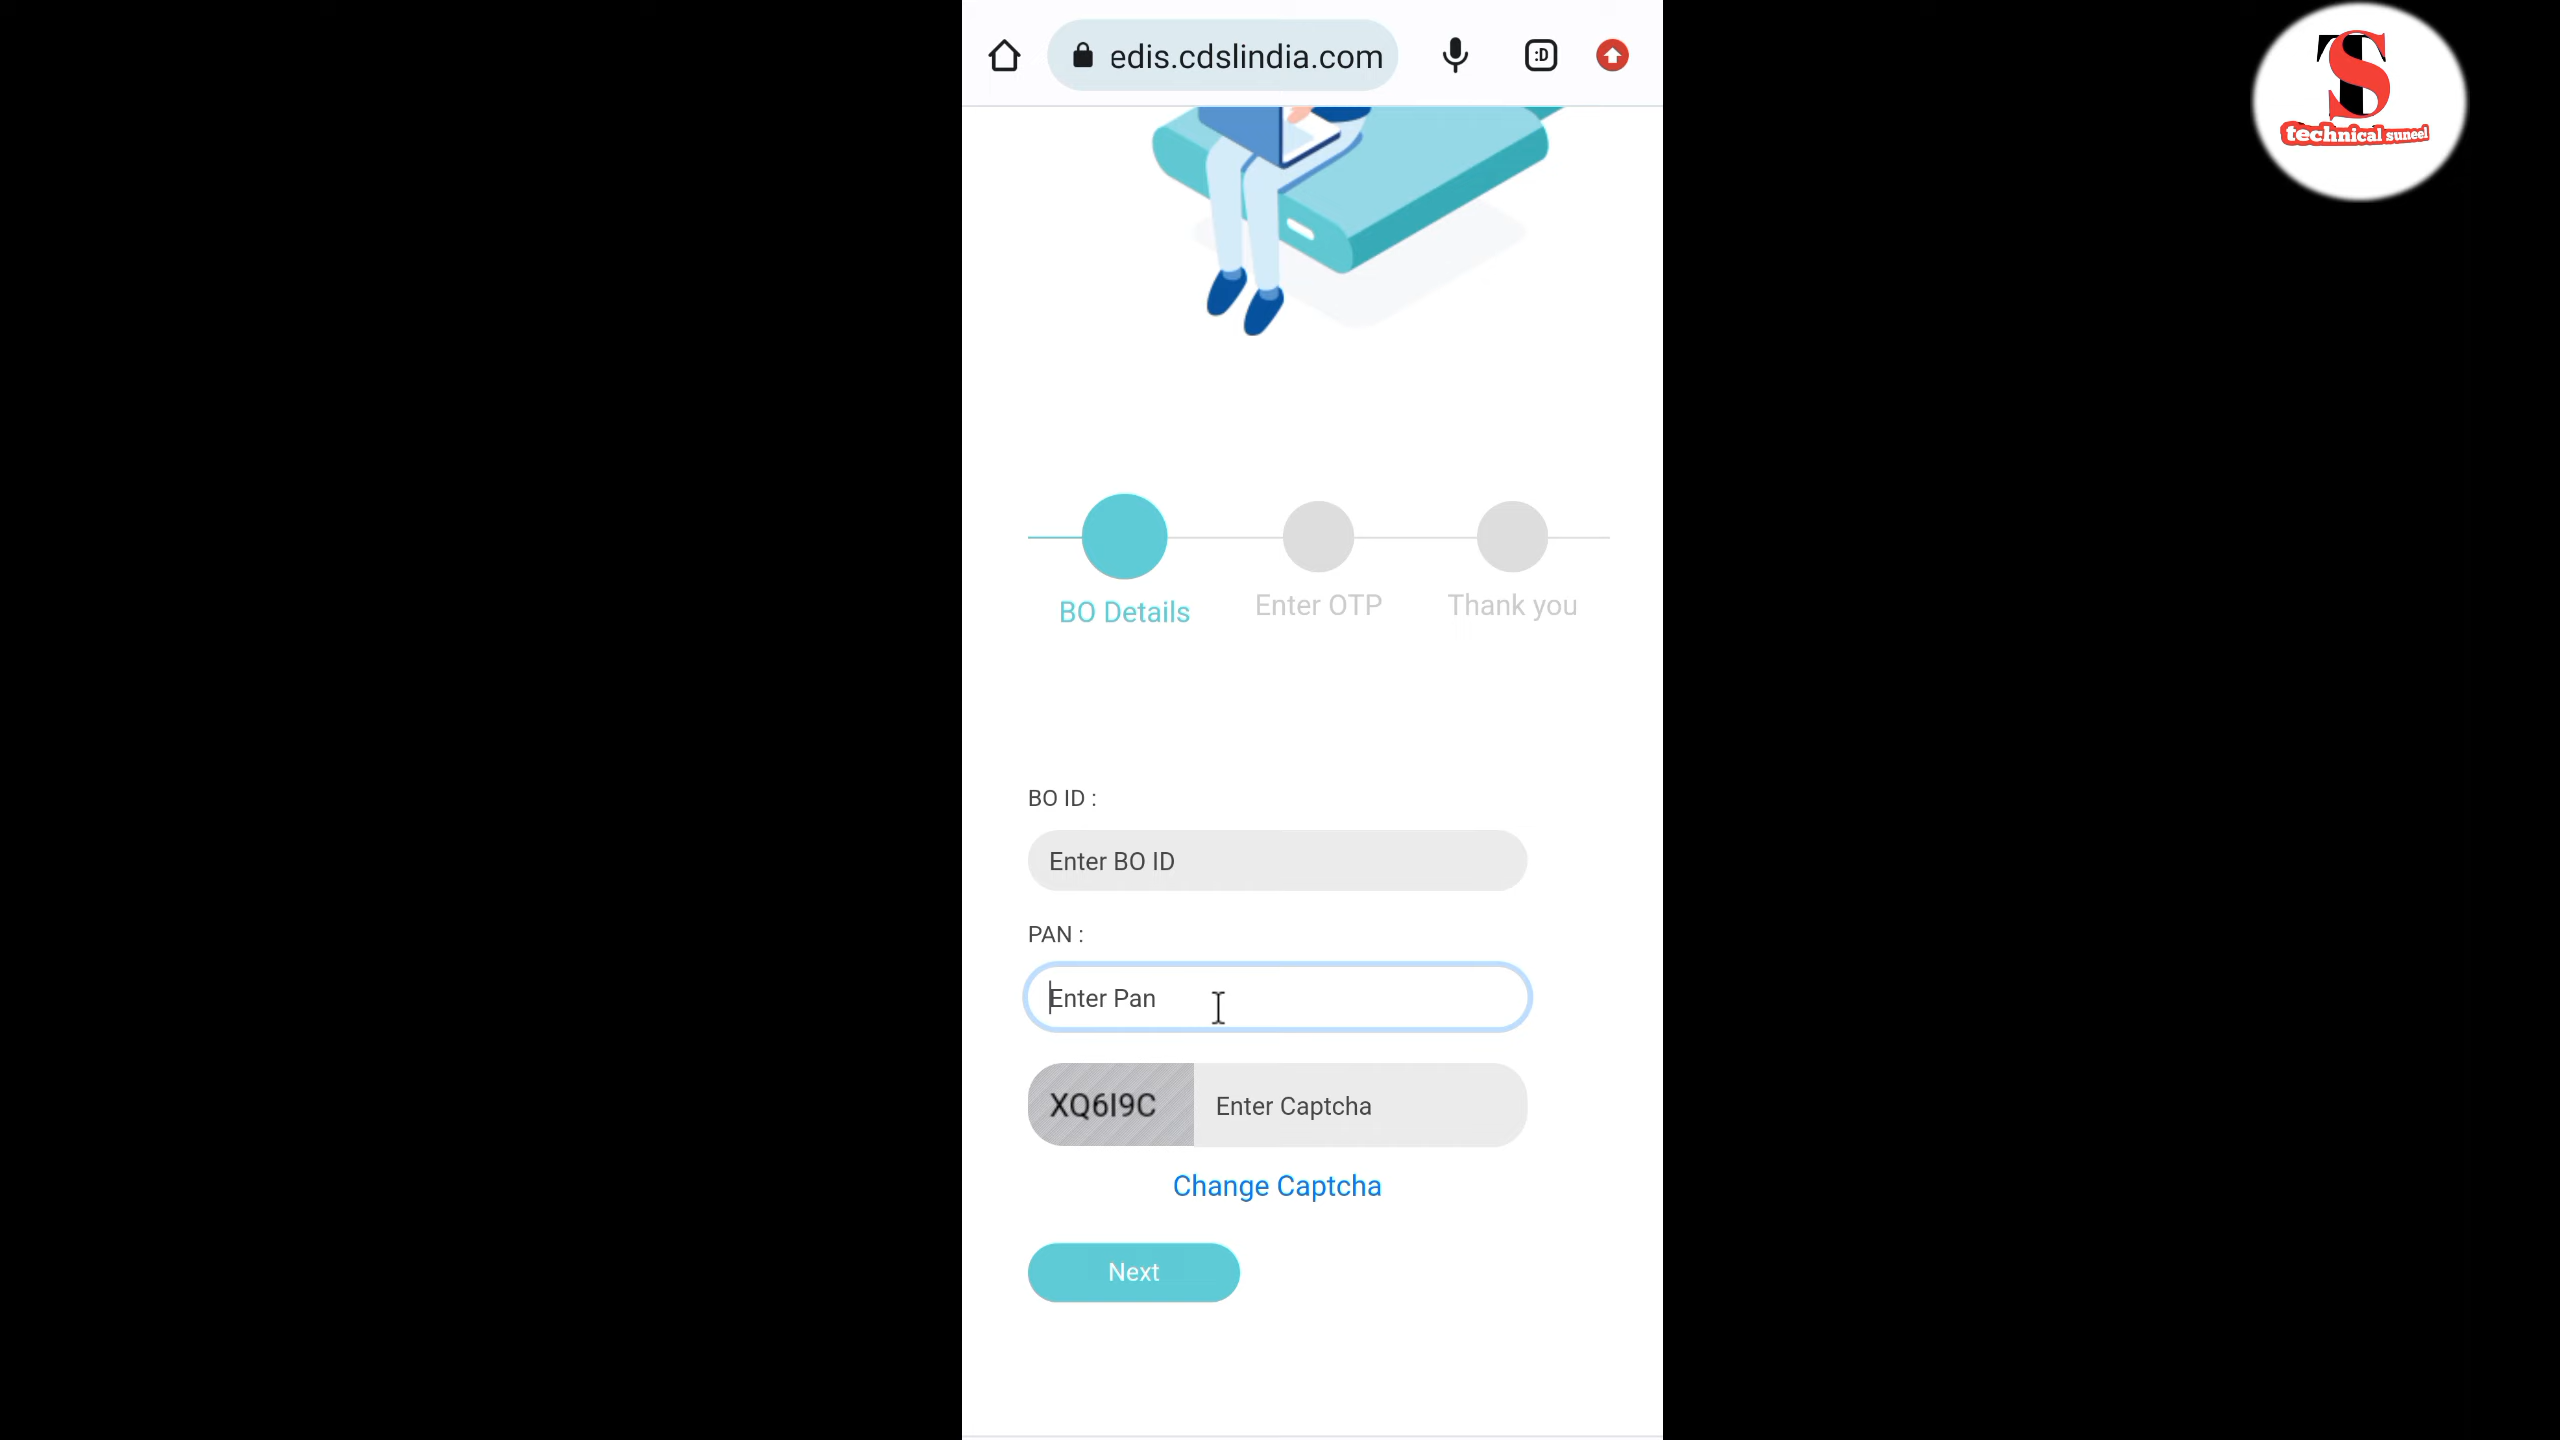 edis.cdslindia.com
:D
TS
technical suneel
BO Details
Enter OTP
Thank you
BO ID :
Enter BO ID
PAN :
Enter Pan
XQ6I9C
Enter Captcha
Change Captcha
Next